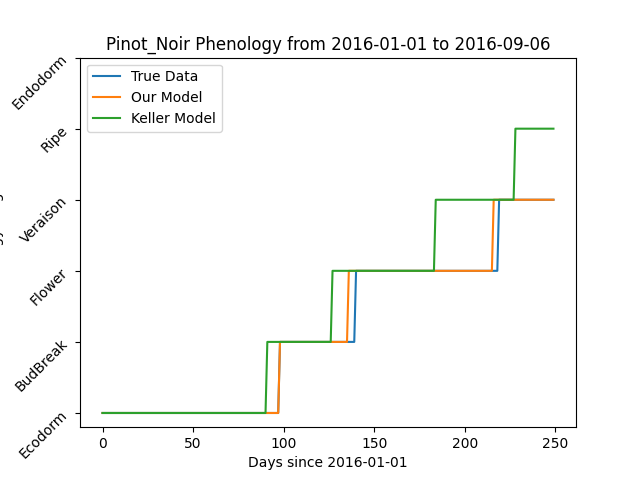 Pinot_Noir Phenology from 2016-01-01 to 2016-09-06
True Data
Our Model
Keller Model
Endodorm
Ripe
Veraison
Flower
BudBreak
Ecodorm
0 50 100 150 200 250
Days since 2016-01-01